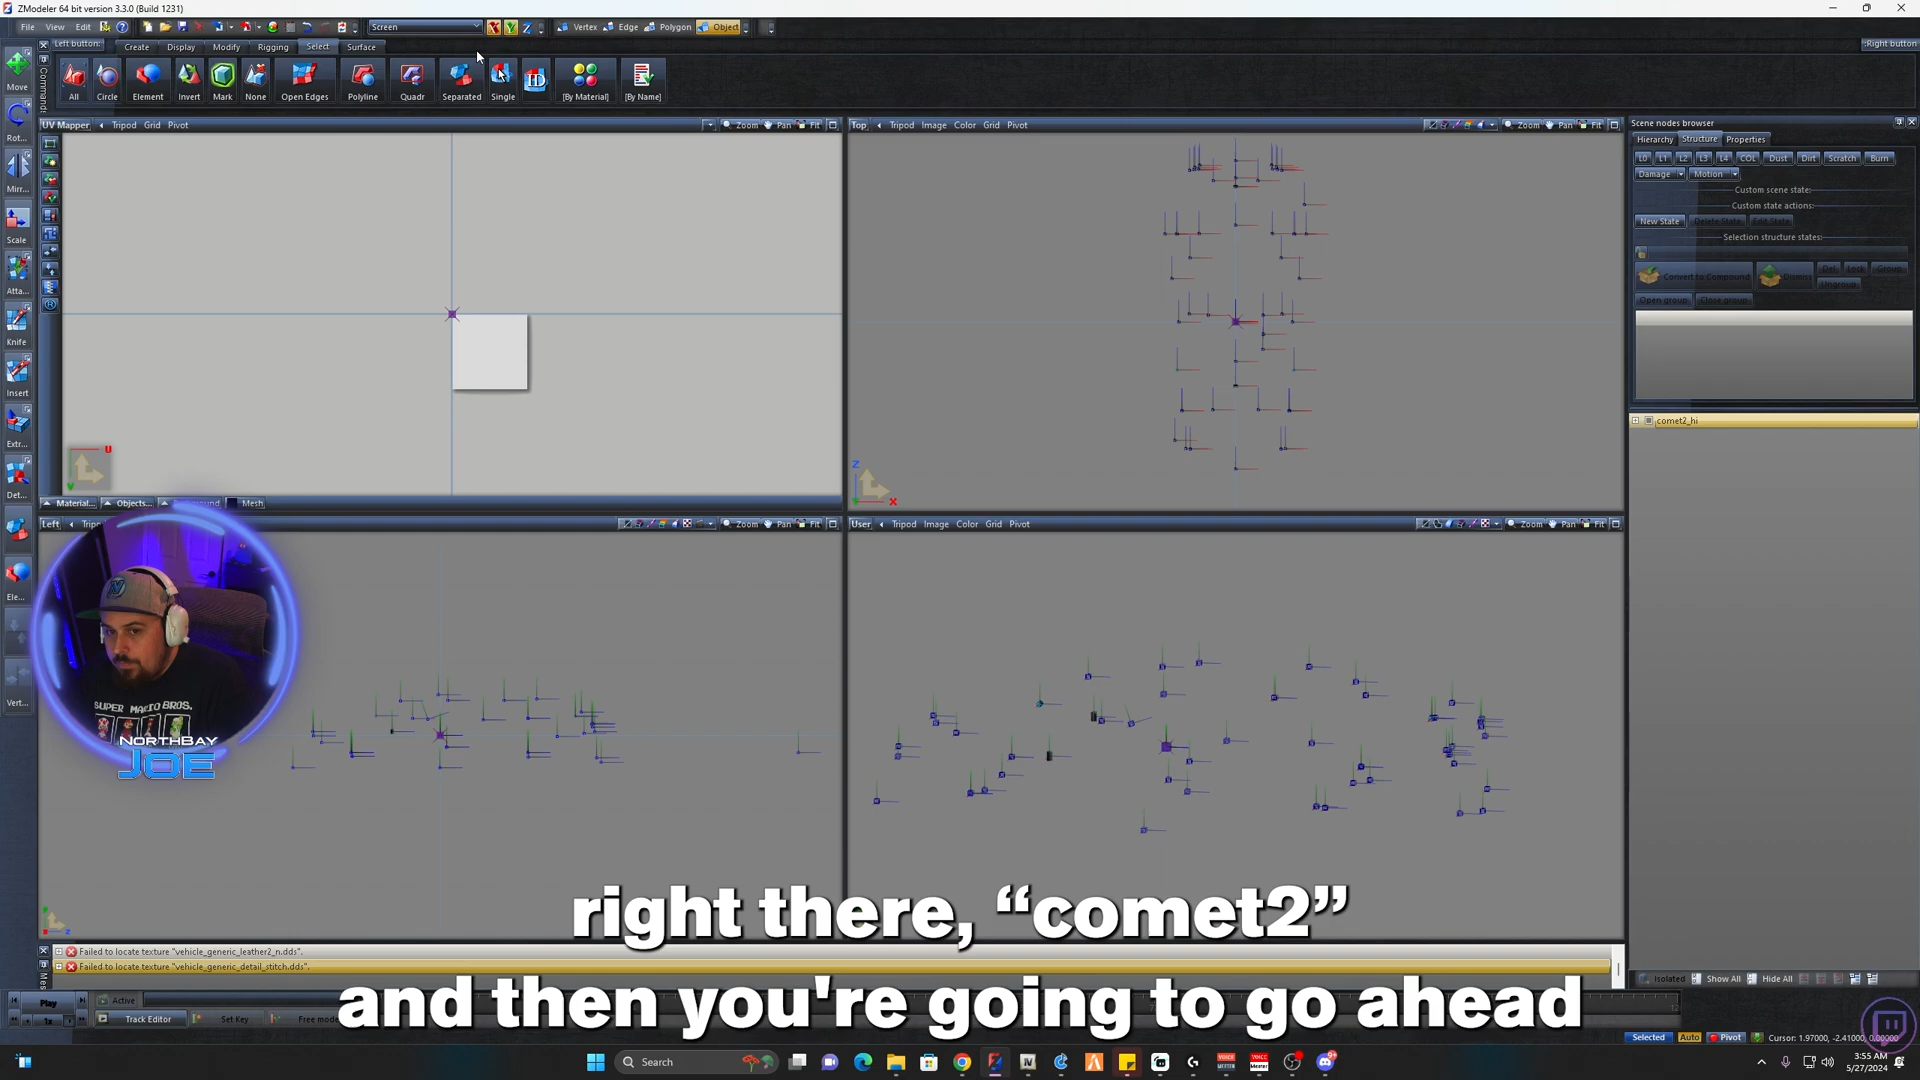 ZModeler 64 bit version 3.3.0 (Build 1231)
File View Edit
Screen
X Y Z
Vertex Edge Polygon Object
Left button:
Create Display Modify Rigging Select Surface
:Right button
Move
All Circle Element Invert Mark None Open Edges Polyline Quadr Separated Single ID [By Material] [By Name]
Rot...
Mirr...
Scale
Atta...
Knife
Insert
Extr...
Det...
Ele...
Vert...
UV Mapper Tripod Grid Pivot Zoom Pan Fit
Top Tripod Image Color Grid Pivot Zoom Pan Fit
Scene nodes browser
Hierarchy Structure Properties
L0 L1 L2 L3 L4 COL Dust Dirt Scratch Burn
Damage Motion
Custom scene state:
Custom state actions:
New State Delete State Edit State
Selection structure states:
Convert to Compound Dismiss Del Lock Group
Ungroup
Open group Close group
comet2_hi
U
V
Z
X
Material... Objects... Mesh
Left Zoom Pan Fit
User Tripod Image Color Grid Pivot Zoom Pan Fit
SUPER MARIO BROS.
NORTHBAY
JOE
right there, “comet2”
Failed to locate texture "vehicle_generic_leather2_n.dds".
Failed to locate texture "vehicle_generic_detail_stitch.dds".
Isolated Show All Hide All
and then you're going to go ahead
Play Active
1x Track Editor Set Key
Selected Auto Pivot Cursor: 1.97000, -2.41000, 0.00000
Search
3:55 AM
5/27/2024